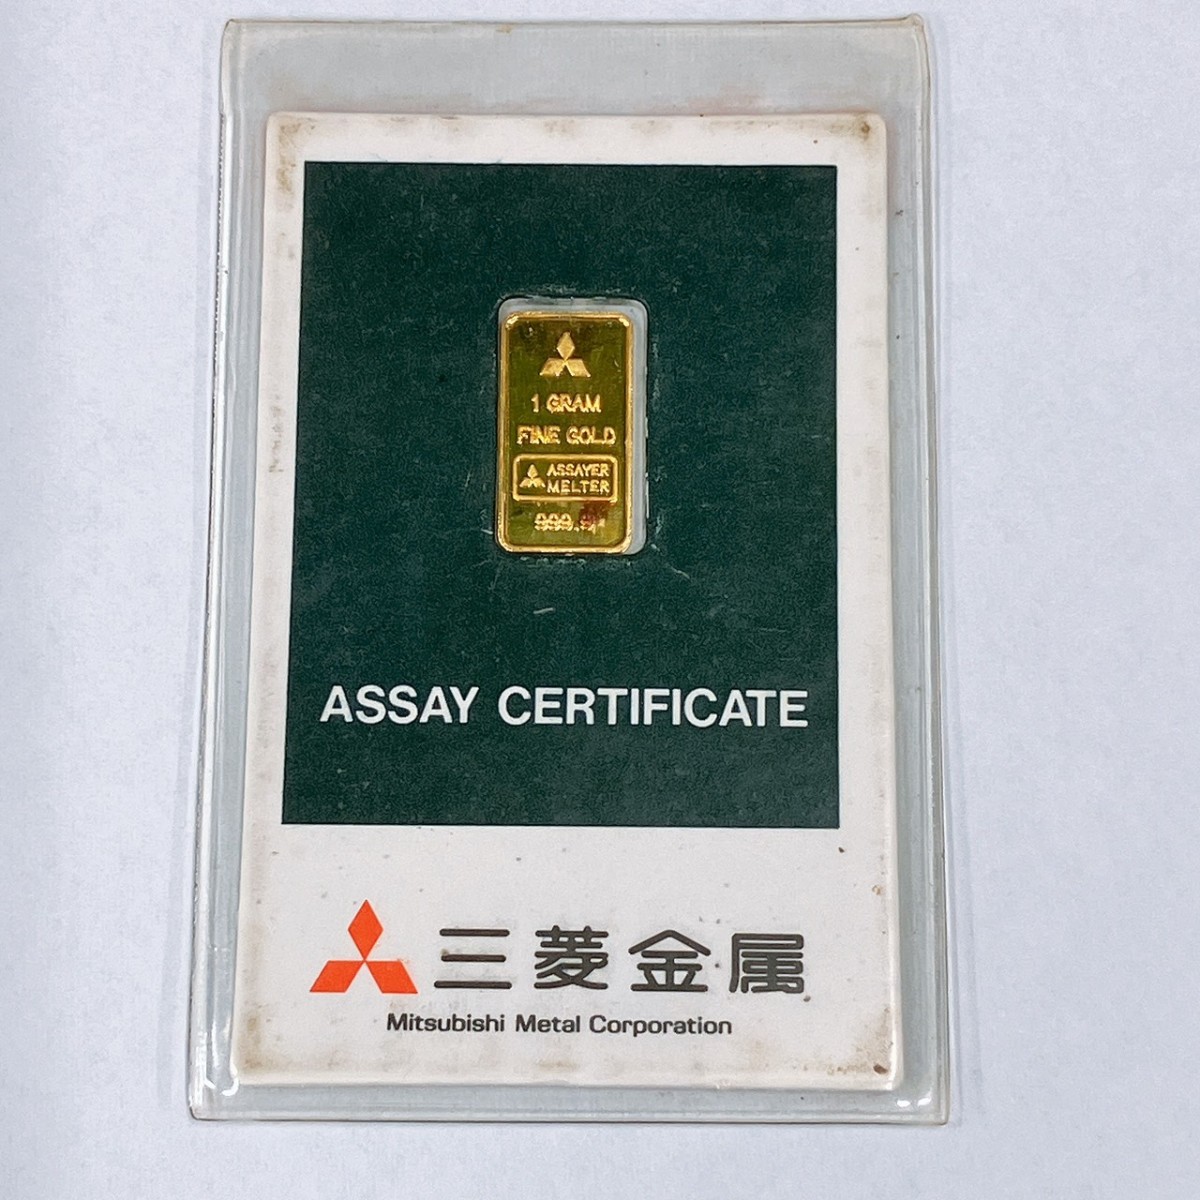 1 GRAM
FINE GOLD
ASSAYER
MELTER
999.9
ASSAY CERTIFICATE
三菱金属
Mitsubishi Metal Corporation